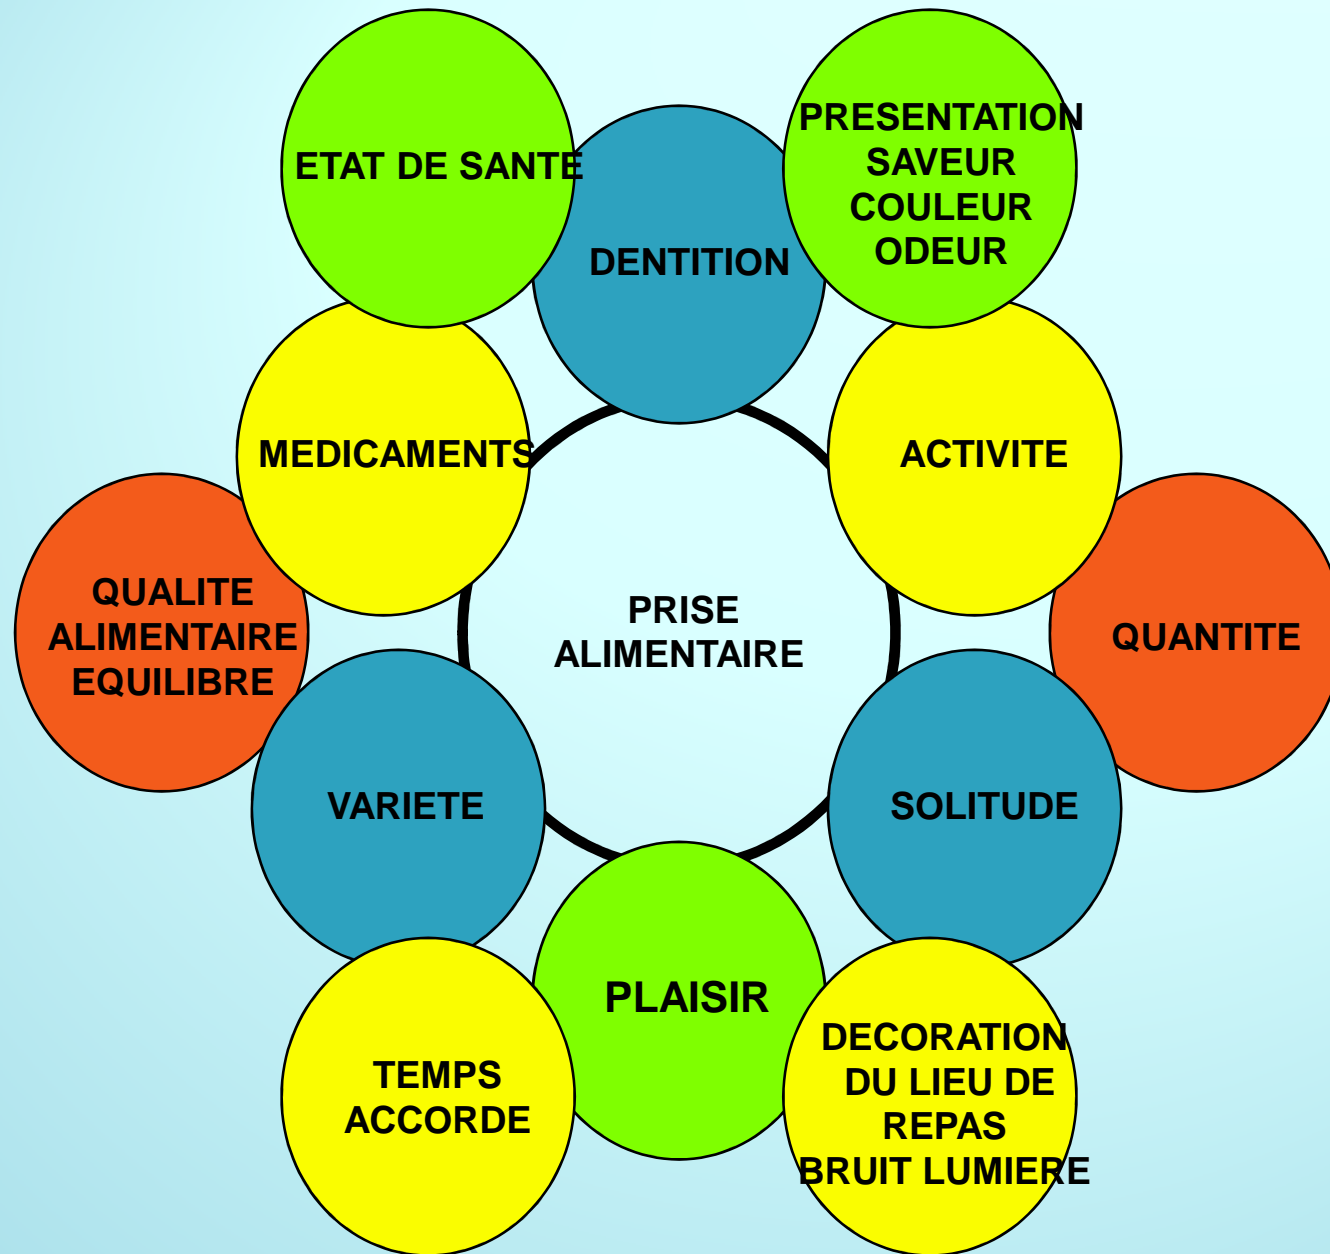 ETAT DE SANTE
PRESENTATION
SAVEUR
COULEUR
ODEUR
DENTITION
MEDICAMENTS
ACTIVITE
QUALITE
ALIMENTAIRE
EQUILIBRE
PRISE
ALIMENTAIRE
QUANTITE
VARIETE
SOLITUDE
PLAISIR
TEMPS
ACCORDE
DECORATION
DU LIEU DE
REPAS
BRUIT LUMIERE